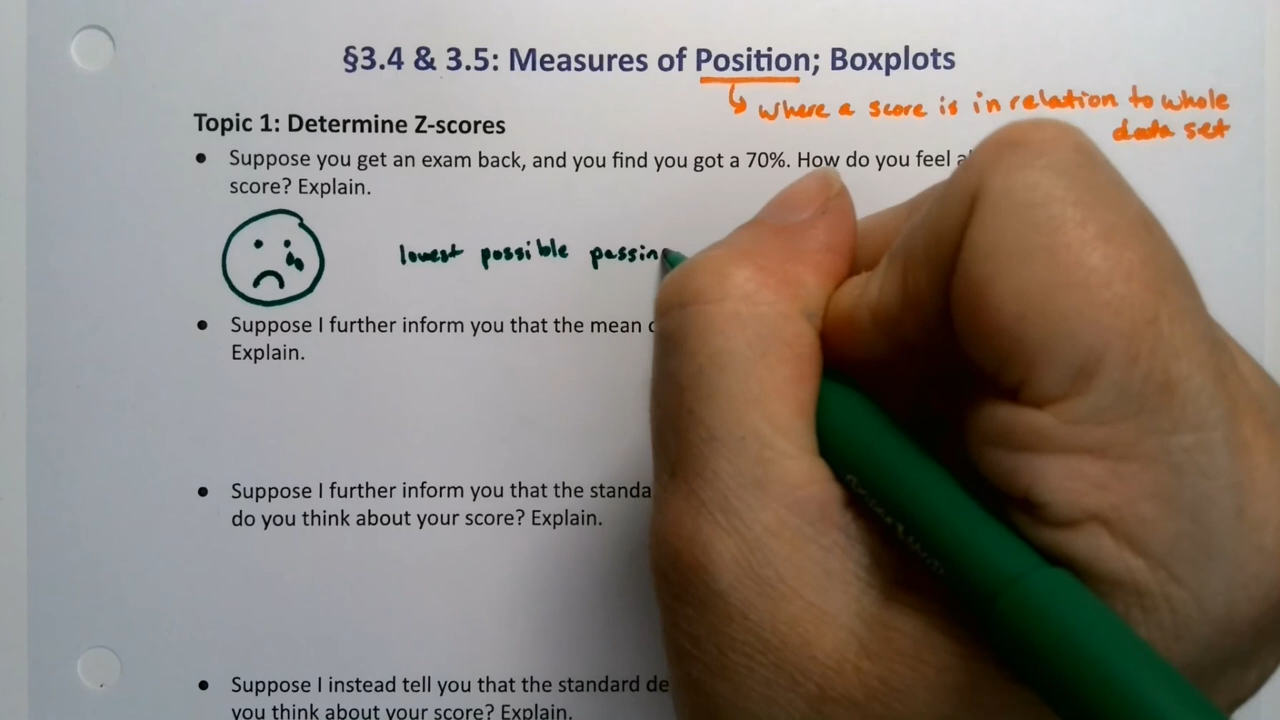 §3.4 & 3.5: Measures of Position; Boxplots
where a score is in relation to whole
data set
Topic 1: Determine Z-scores
● Suppose you get an exam back, and you find you got a 70%. How do you feel
score? Explain.
lowest possible passin
● Suppose I further inform you that the mean
Explain.
● Suppose I further inform you that the standa
do you think about your score? Explain.
● Suppose I instead tell you that the standard de
you think about your score? Explain.